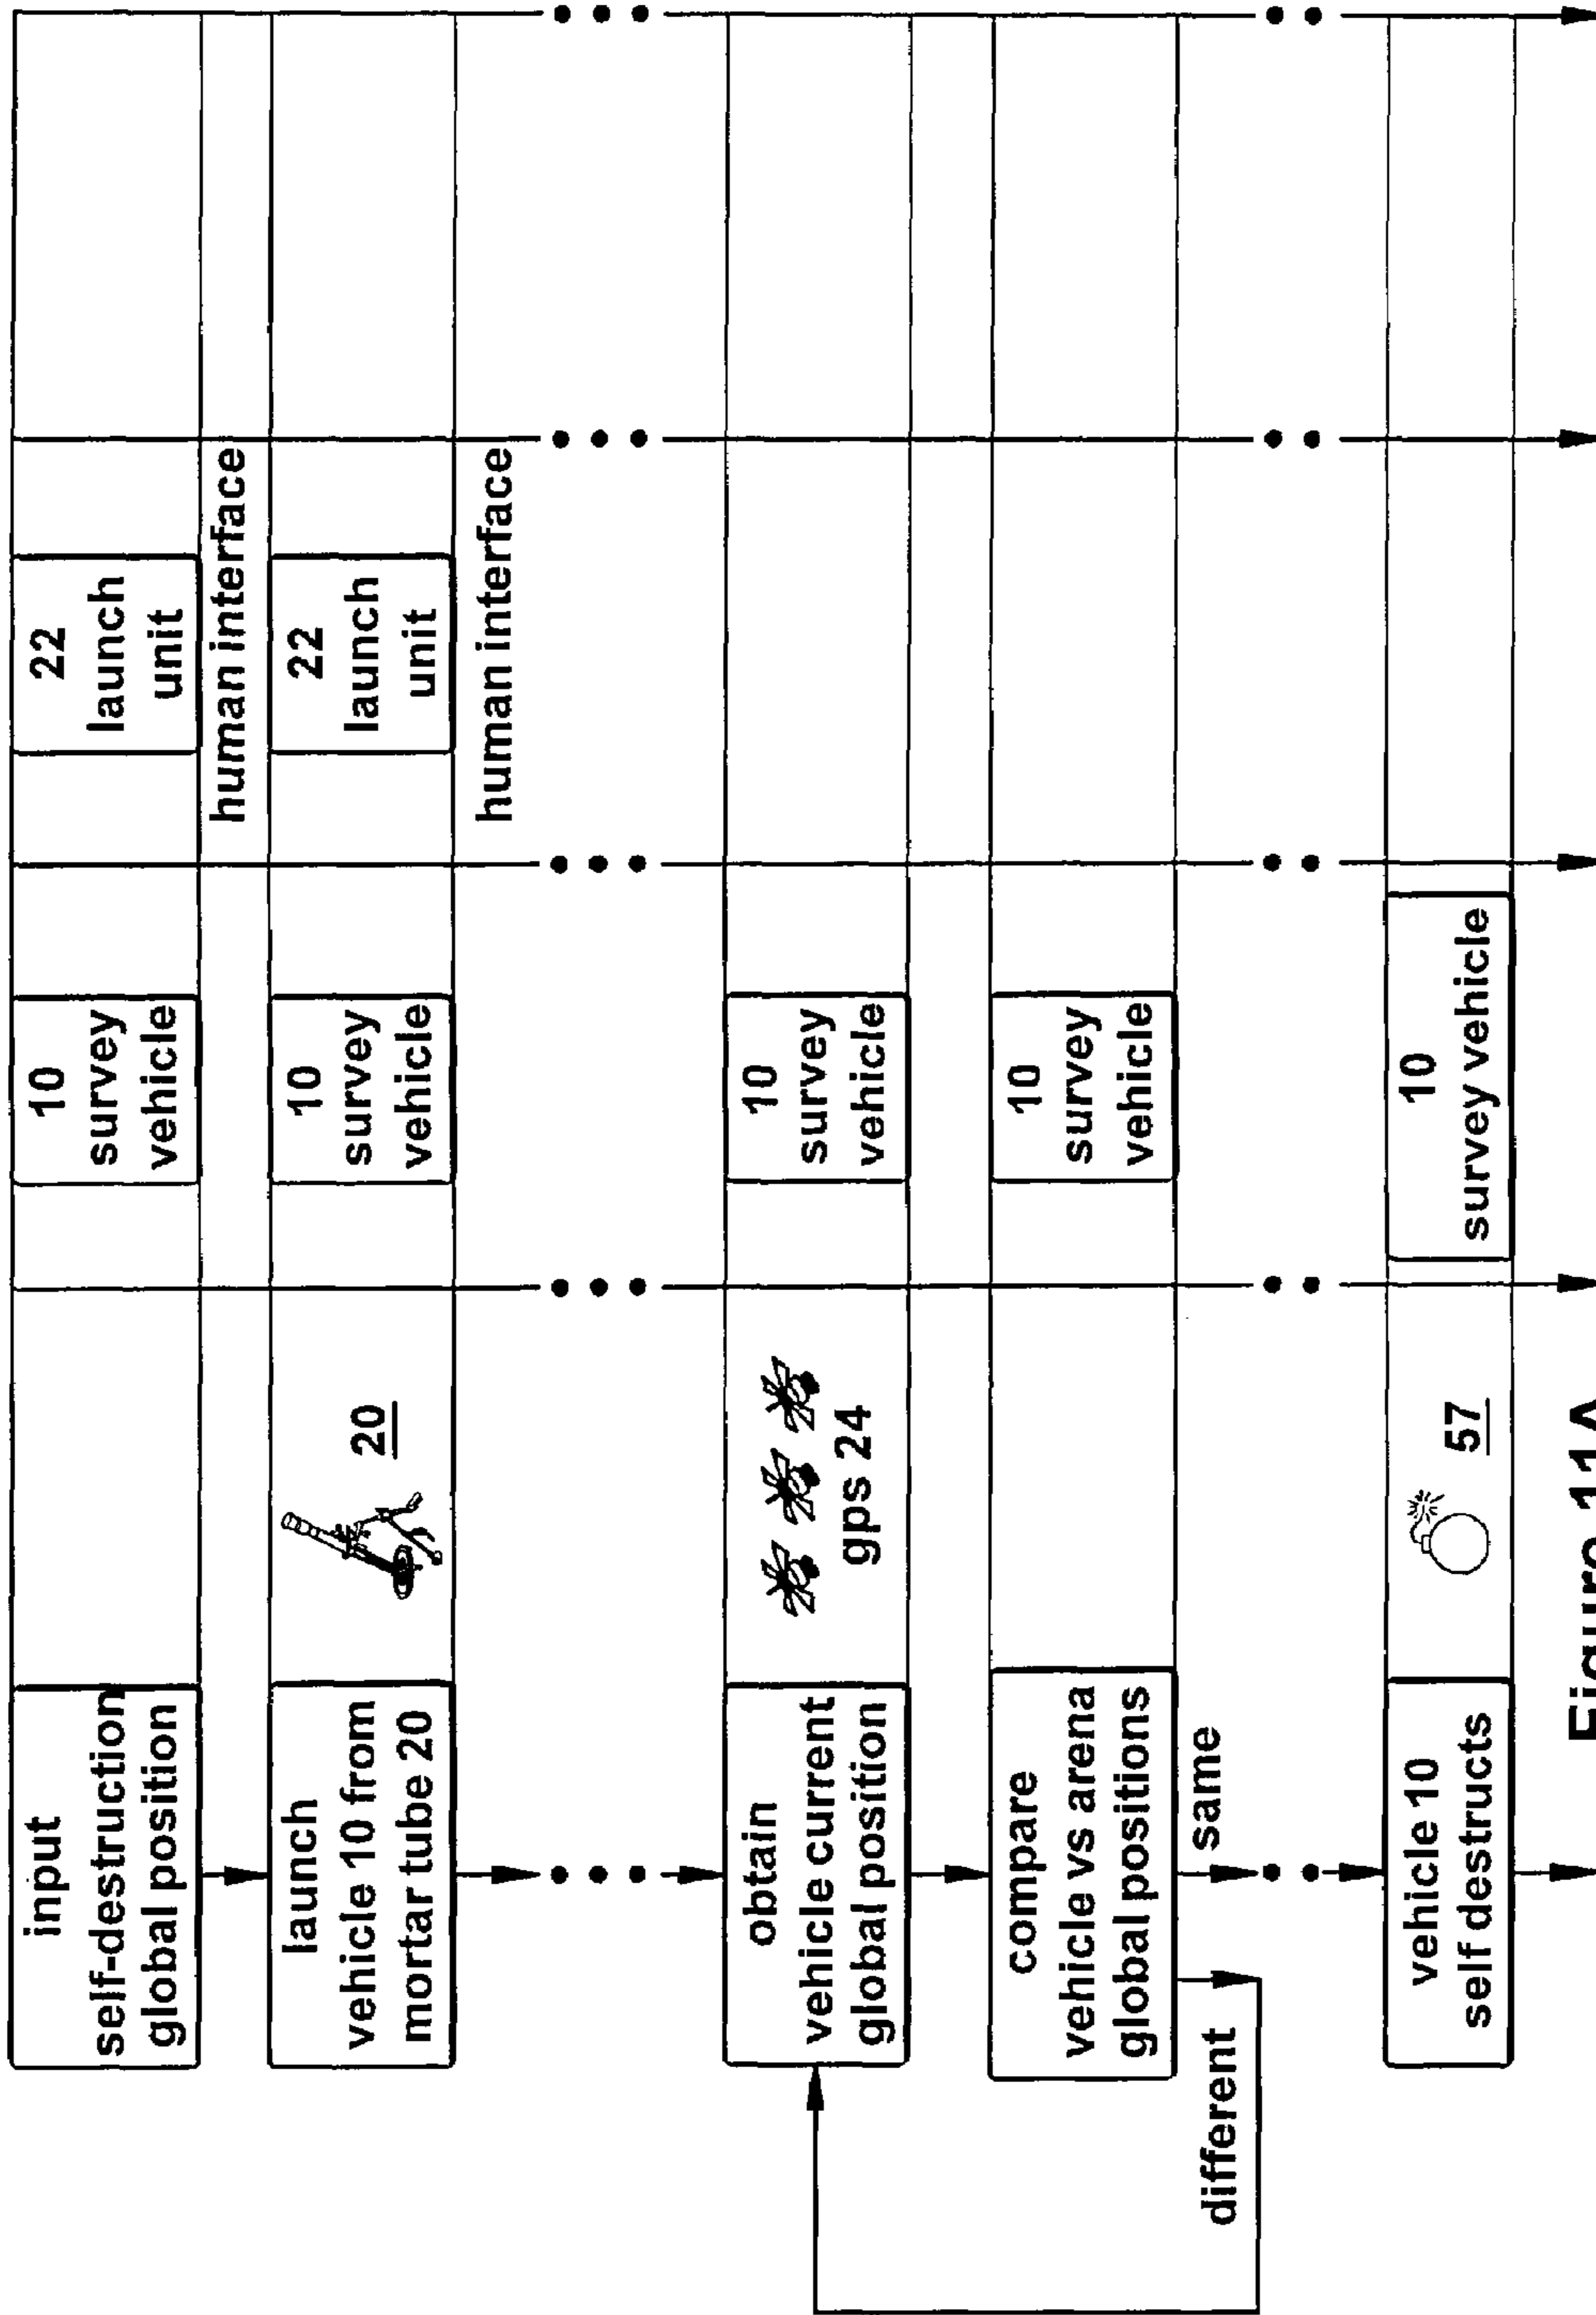 input
self-destruction
global position
10
survey
vehicle
22
launch
unit
human interface
launch
vehicle 10 from
mortar tube 20
20
10
survey
vehicle
22
launch
unit
human interface
obtain
vehicle current
global position
gps 24
10
survey
vehicle
compare
vehicle vs arena
global positions
10
survey
vehicle
different
same
vehicle 10
self destructs
57
10
survey vehicle
Figure 11A